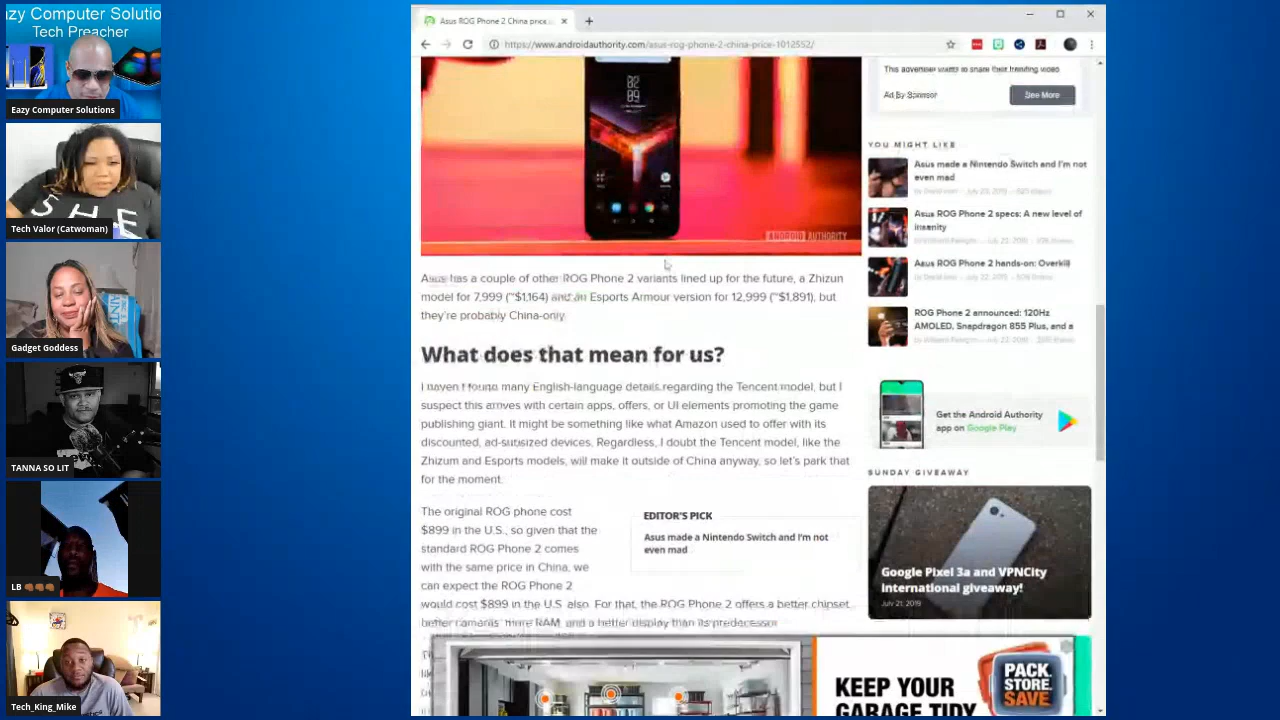 zy Computer Solutio
Tech Preacher
Eazy Computer Solutions
Tech Valor (Catwoman)
S H E
Gadget Goddess
TANNA SO LIT
LB
Tech_King_Mike
Asus ROG Phone 2 China price
https://www.androidauthority.com/asus-rog-phone-2-china-price-1012552/
ANDROID AUTHORITY
Asus has a couple of other ROG Phone 2 variants lined up for the future, a Zhizun
model for 7,999 (~$1,164) and an Esports Armour version for 12,999 (~$1,891), but
they're probably China-only.
What does that mean for us?
I haven't found many English-language details regarding the Tencent model, but I
suspect this arrives with certain apps, offers, or UI elements promoting the game
publishing giant. It might be something like what Amazon used to offer with its
discounted, ad-subsized devices. Regardless, I doubt the Tencent model, like the
Zhizum and Esports models, will make it outside of China anyway, so let's park that
for the moment.
The original ROG phone cost
$899 in the U.S., so given that the
standard ROG Phone 2 comes
with the same price in China, we
can expect the ROG Phone 2
would cost $899 in the U.S. also. For that, the ROG Phone 2 offers a better chipset,
better cameras, more RAM, and a better display than its predecessor
EDITOR'S PICK
Asus made a Nintendo Switch and I'm not
even mad
This advertiser wants to share their trending video
Ad By Sponsor
See More
YOU MIGHT LIKE
Asus made a Nintendo Switch and I'm not
even mad
Asus ROG Phone 2 specs: A new level of
insanity
Asus ROG Phone 2 hands-on: Overkill
ROG Phone 2 announced: 120Hz
AMOLED, Snapdragon 855 Plus, and a
Get the Android Authority
app on Google Play
SUNDAY GIVEAWAY
Google Pixel 3a and VPNCity
international giveaway!
July 21, 2019
KEEP YOUR
GARAGE TIDY
PACK.
STORE.
SAVE